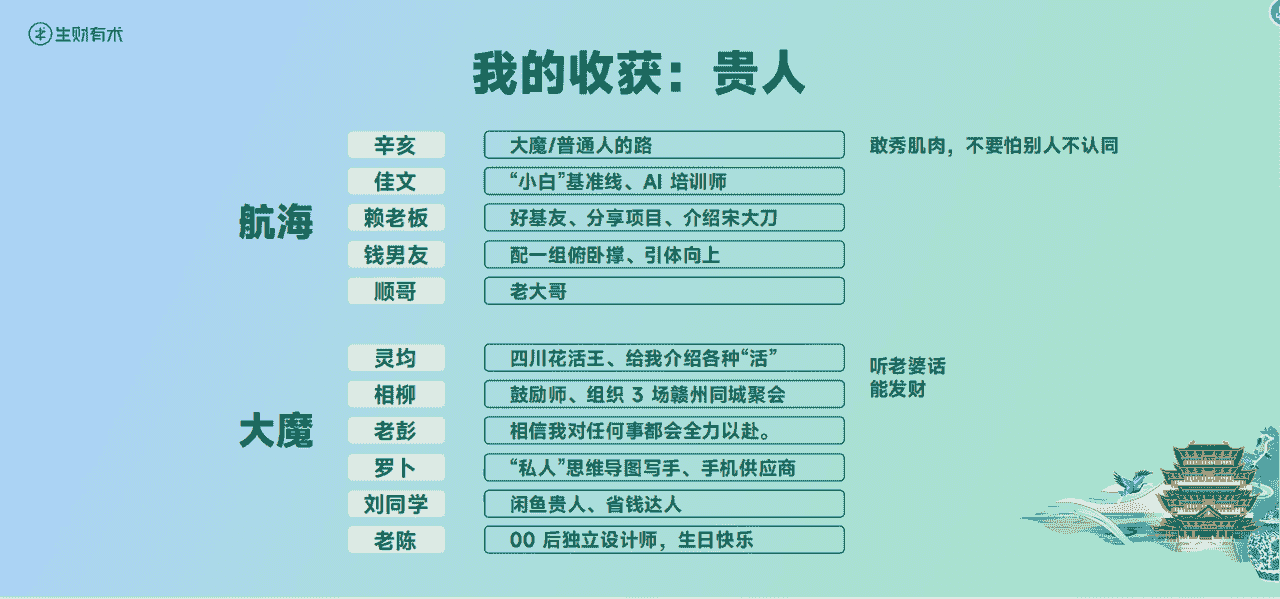 生财有术
我的收获：贵人
航海
辛亥 大魔/普通人的路 敢秀肌肉，不要怕别人不认同
佳文 “小白”基准线、AI 培训师
赖老板 好基友、分享项目、介绍宋大刀
钱男友 配一组俯卧撑、引体向上
顺哥 老大哥
大魔
灵均 四川花活王、给我介绍各种“活” 听老婆话
能发财
相柳 鼓励师、组织 3 场赣州同城聚会
老彭 相信我对任何事都会全力以赴。
罗卜 “私人”思维导图写手、手机供应商
刘同学 闲鱼贵人、省钱达人
老陈 00 后独立设计师，生日快乐